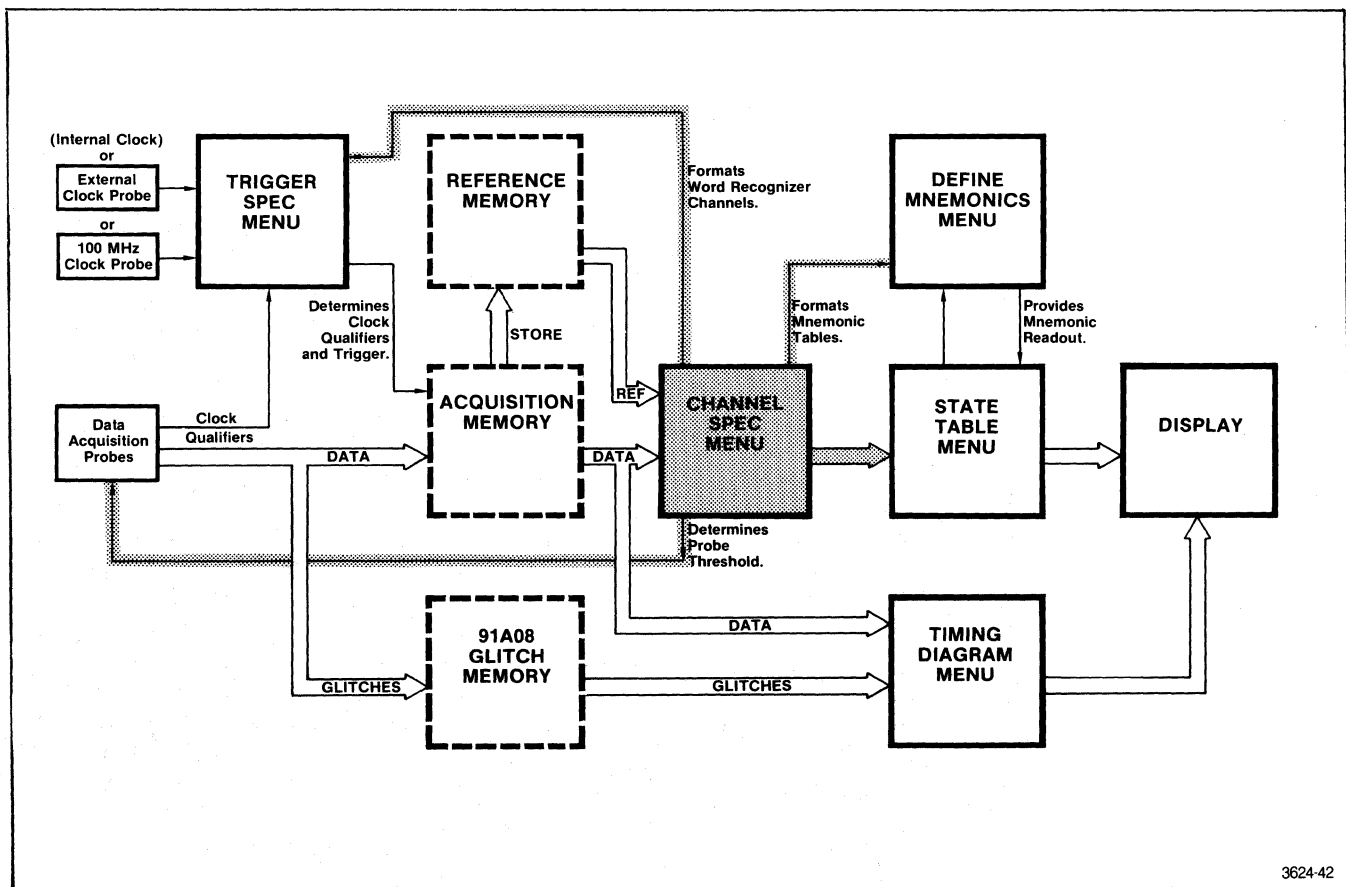 (Internal Clock)
or
External
Clock Probe
or
100 MHz
Clock Probe
TRIGGER
SPEC
MENU
REFERENCE
MEMORY
Formats
Word Recognizer
Channels.
DEFINE
MNEMONICS
MENU
Determines
Clock
Qualifiers
and Trigger.
STORE
Formats
Mnemonic
Tables.
Provides
Mnemonic
Readout.
Data
Acquisition
Probes
Clock
Qualifiers
DATA
ACQUISITION
MEMORY
REF
DATA
CHANNEL
SPEC
MENU
STATE
TABLE
MENU
DISPLAY
Determines
Probe
Threshold.
91A08
GLITCH
MEMORY
GLITCHES
DATA
GLITCHES
TIMING
DIAGRAM
MENU
3624-42